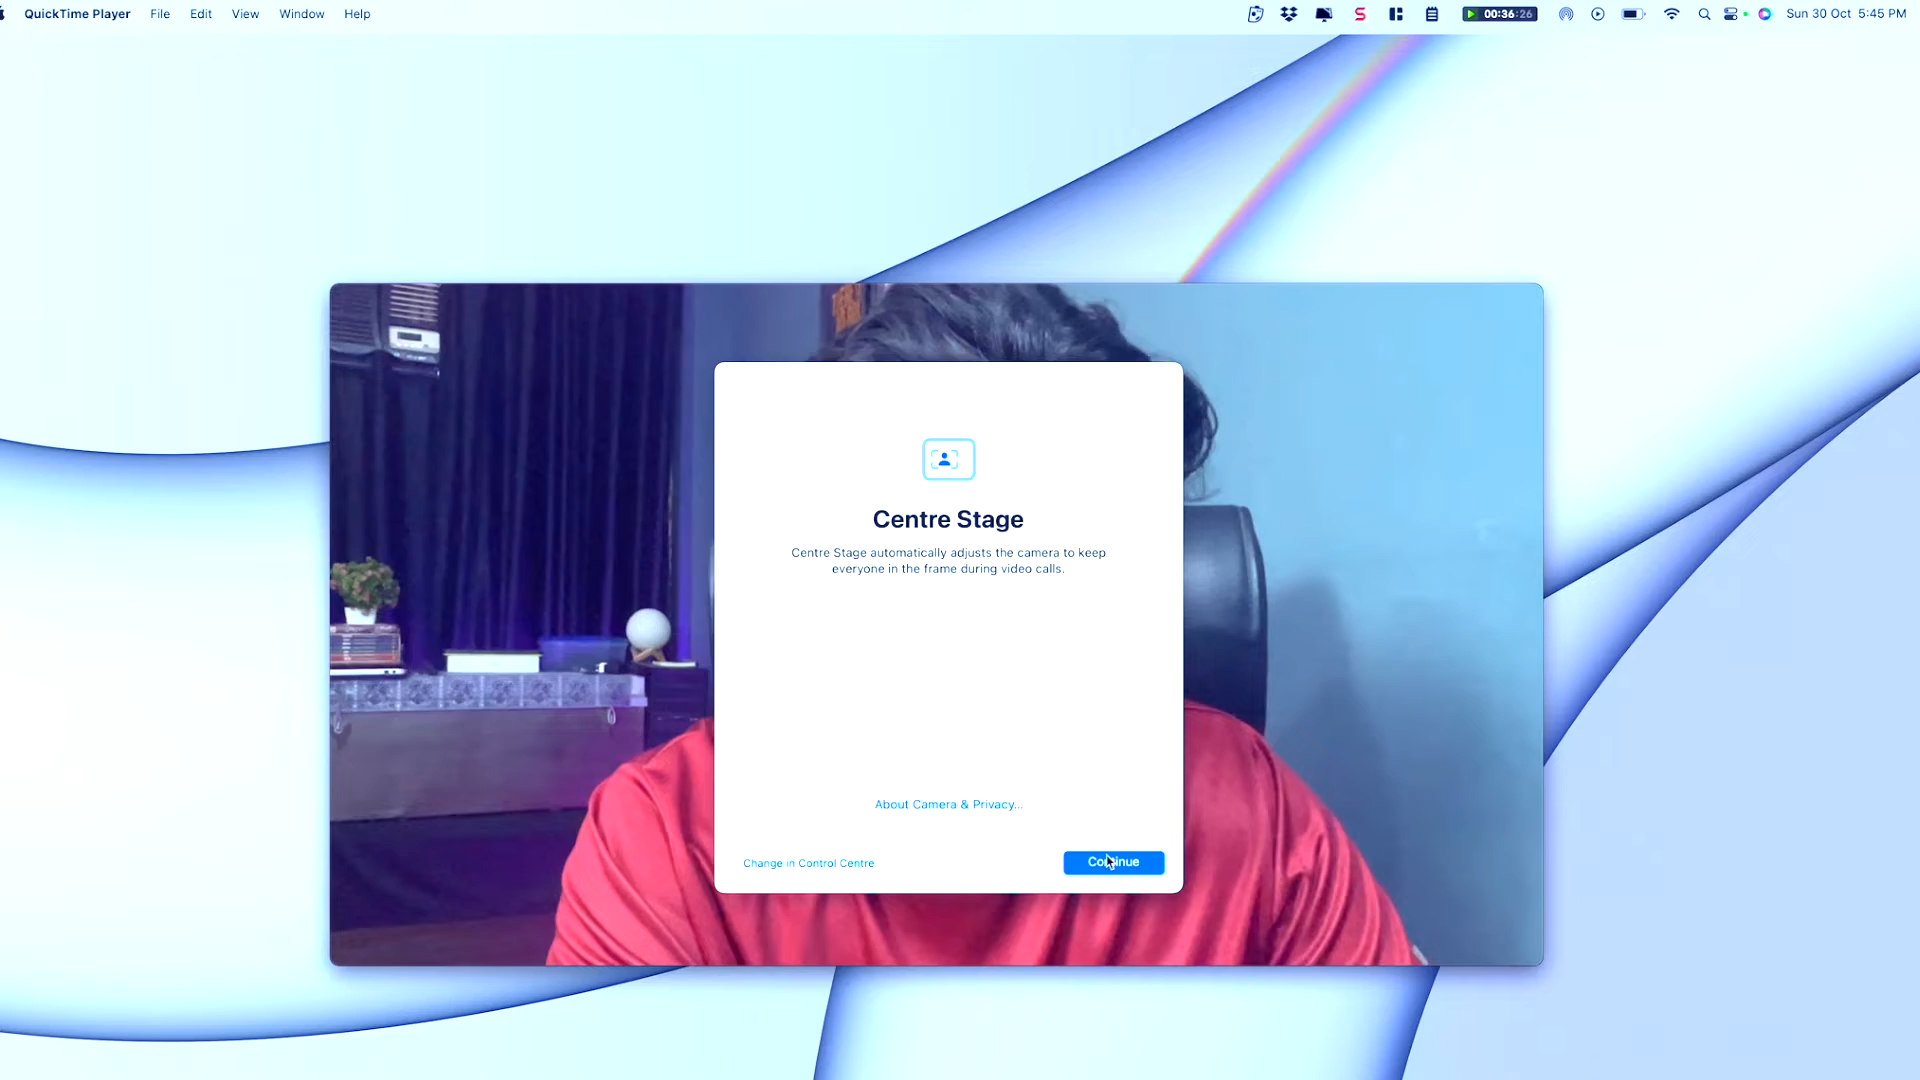 QuickTime Player File Edit View Window Help 00:36:26 Sun 30 Oct 5:45 PM
Centre Stage
Centre Stage automatically adjusts the camera to keep
everyone in the frame during video calls.
About Camera & Privacy...
Change in Control Centre Continue